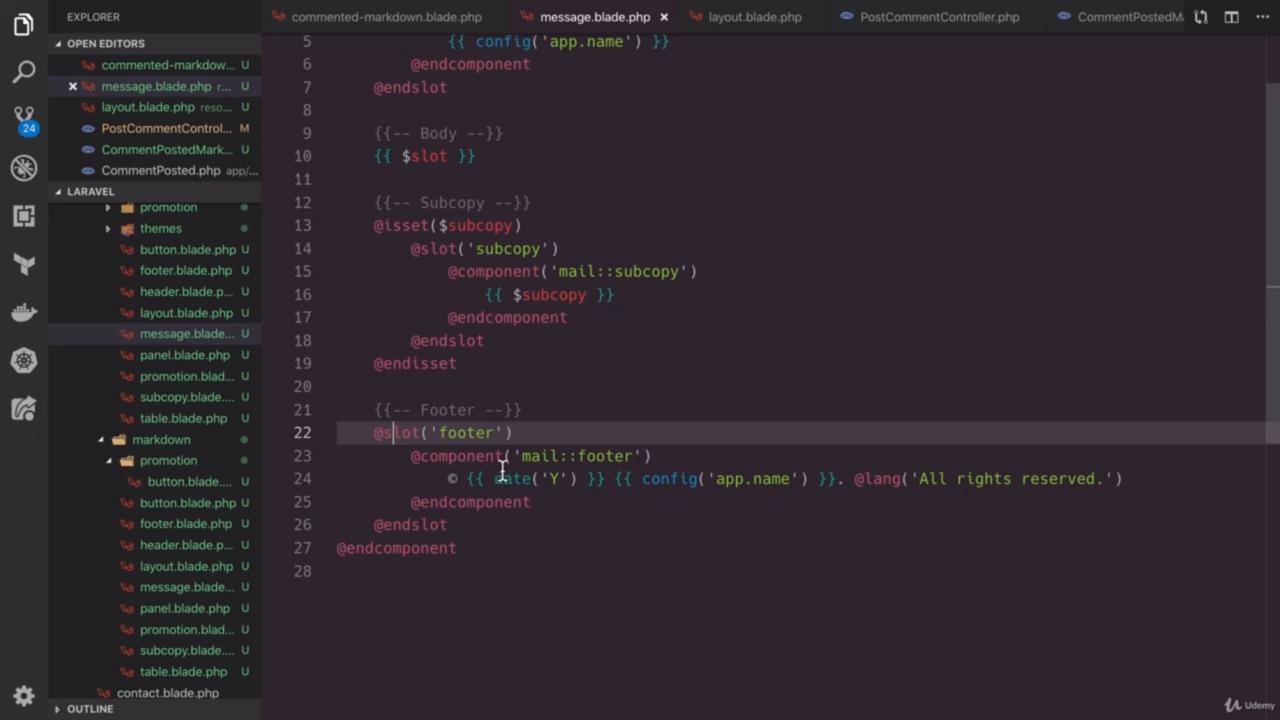 EXPLORER
OPEN EDITORS
commented-markdow... U
message.blade.php r... U
layout.blade.php reso... U
PostCommentControl... M
CommentPostedMark... U
CommentPosted.php app/...
24
LARAVEL
promotion
themes
button.blade.php U
footer.blade.php U
header.blade.p... U
layout.blade.php U
message.blade... U
panel.blade.php U
promotion.blad... U
subcopy.blade.... U
table.blade.php U
markdown
promotion
button.blade.... U
button.blade.php U
footer.blade.php U
header.blade.p... U
layout.blade.php U
message.blade... U
panel.blade.php U
promotion.blad... U
subcopy.blade.... U
table.blade.php U
contact.blade.php
OUTLINE
commented-markdown.blade.php message.blade.php layout.blade.php PostCommentController.php CommentPostedMa
5 {{ config('app.name') }}
6 @endcomponent
7 @endslot
8
9 {{-- Body --}}
10 {{ $slot }}
11
12 {{-- Subcopy --}}
13 @isset($subcopy)
14 @slot('subcopy')
15 @component('mail::subcopy')
16 {{ $subcopy }}
17 @endcomponent
18 @endslot
19 @endisset
20
21 {{-- Footer --}}
22 @slot('footer')
23 @component('mail::footer')
24 © {{ date('Y') }} {{ config('app.name') }}. @lang('All rights reserved.')
25 @endcomponent
26 @endslot
27 @endcomponent
28
Udemy